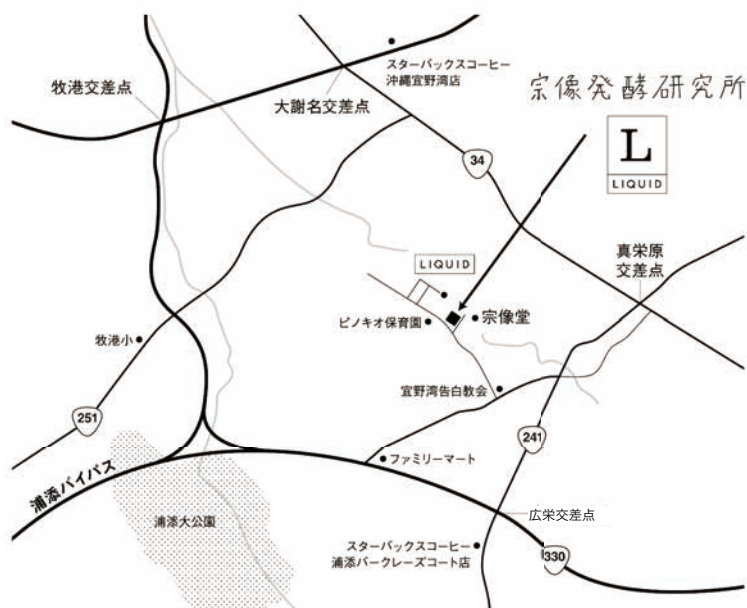 スターバックスコーヒー
沖縄宜野湾店
牧港交差点
大謝名交差点
宗像発酵研究所
L
LIQUID
34
真栄原
交差点
LIQUID
宗像堂
ピノキオ保育園
牧港小
宜野湾告白教会
251
241
ファミリーマート
浦添バイパス
浦添大公園
広栄交差点
スターバックスコーヒー
浦添パークレーズコート店
330